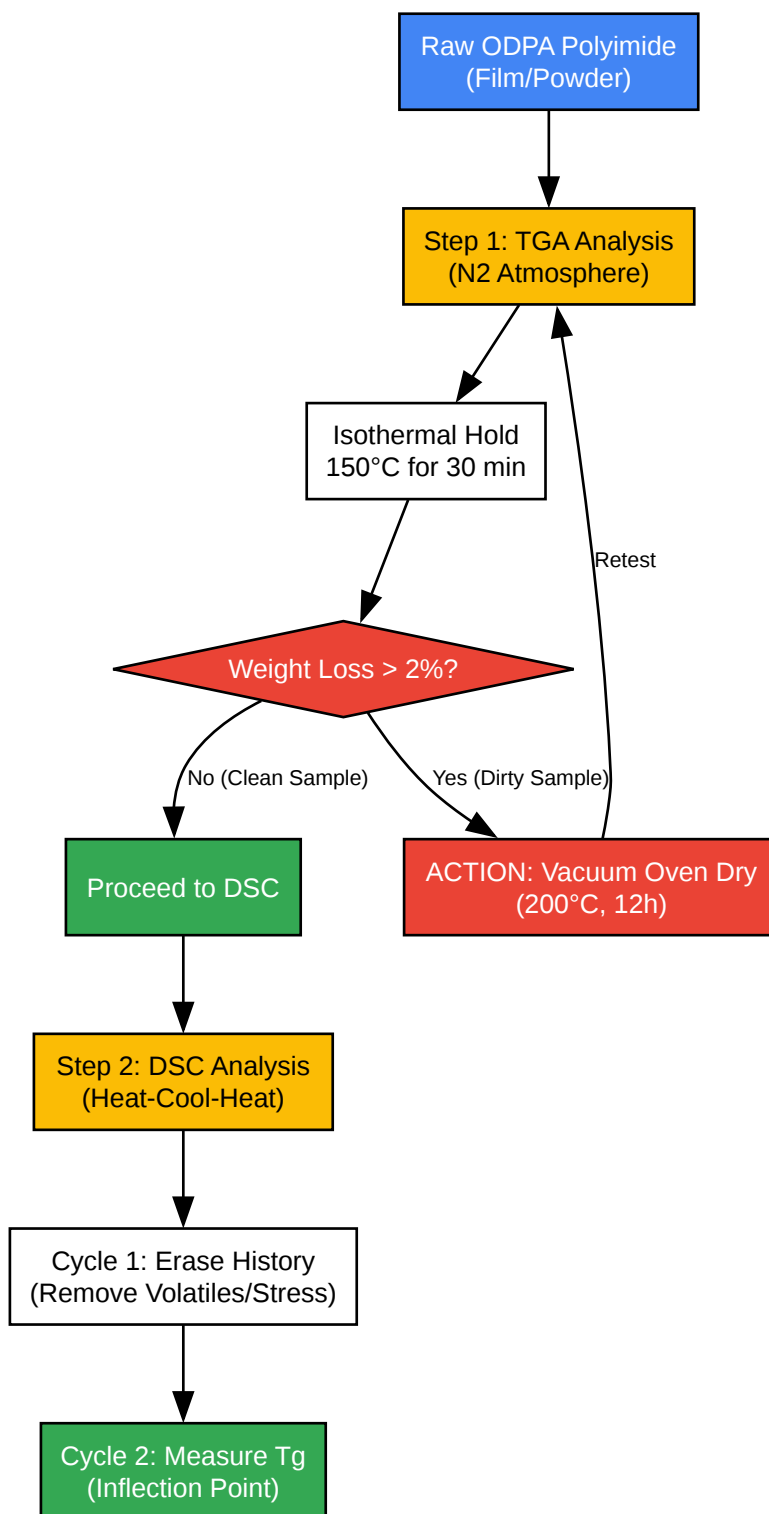 Raw ODPA Polyimide
(Film/Powder)
Step 1: TGA Analysis
(N2 Atmosphere)
Isothermal Hold
150°C for 30 min
Retest
Weight Loss > 2%?
No (Clean Sample)
Yes (Dirty Sample)
Proceed to DSC
ACTION: Vacuum Oven Dry
(200°C, 12h)
Step 2: DSC Analysis
(Heat-Cool-Heat)
Cycle 1: Erase History
(Remove Volatiles/Stress)
Cycle 2: Measure Tg
(Inflection Point)